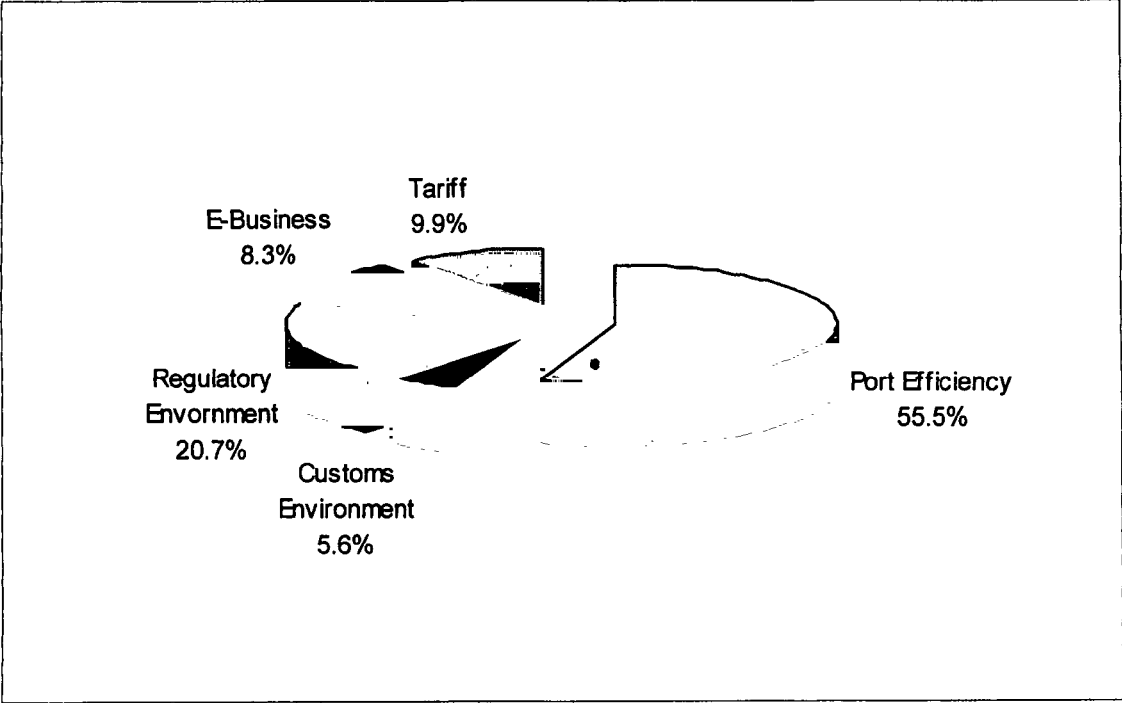 Tariff
9.9%
E-Business
8.3%
Regulatory
Envornment
20.7%
Port Efficiency
55.5%
Customs
Environment
5.6%